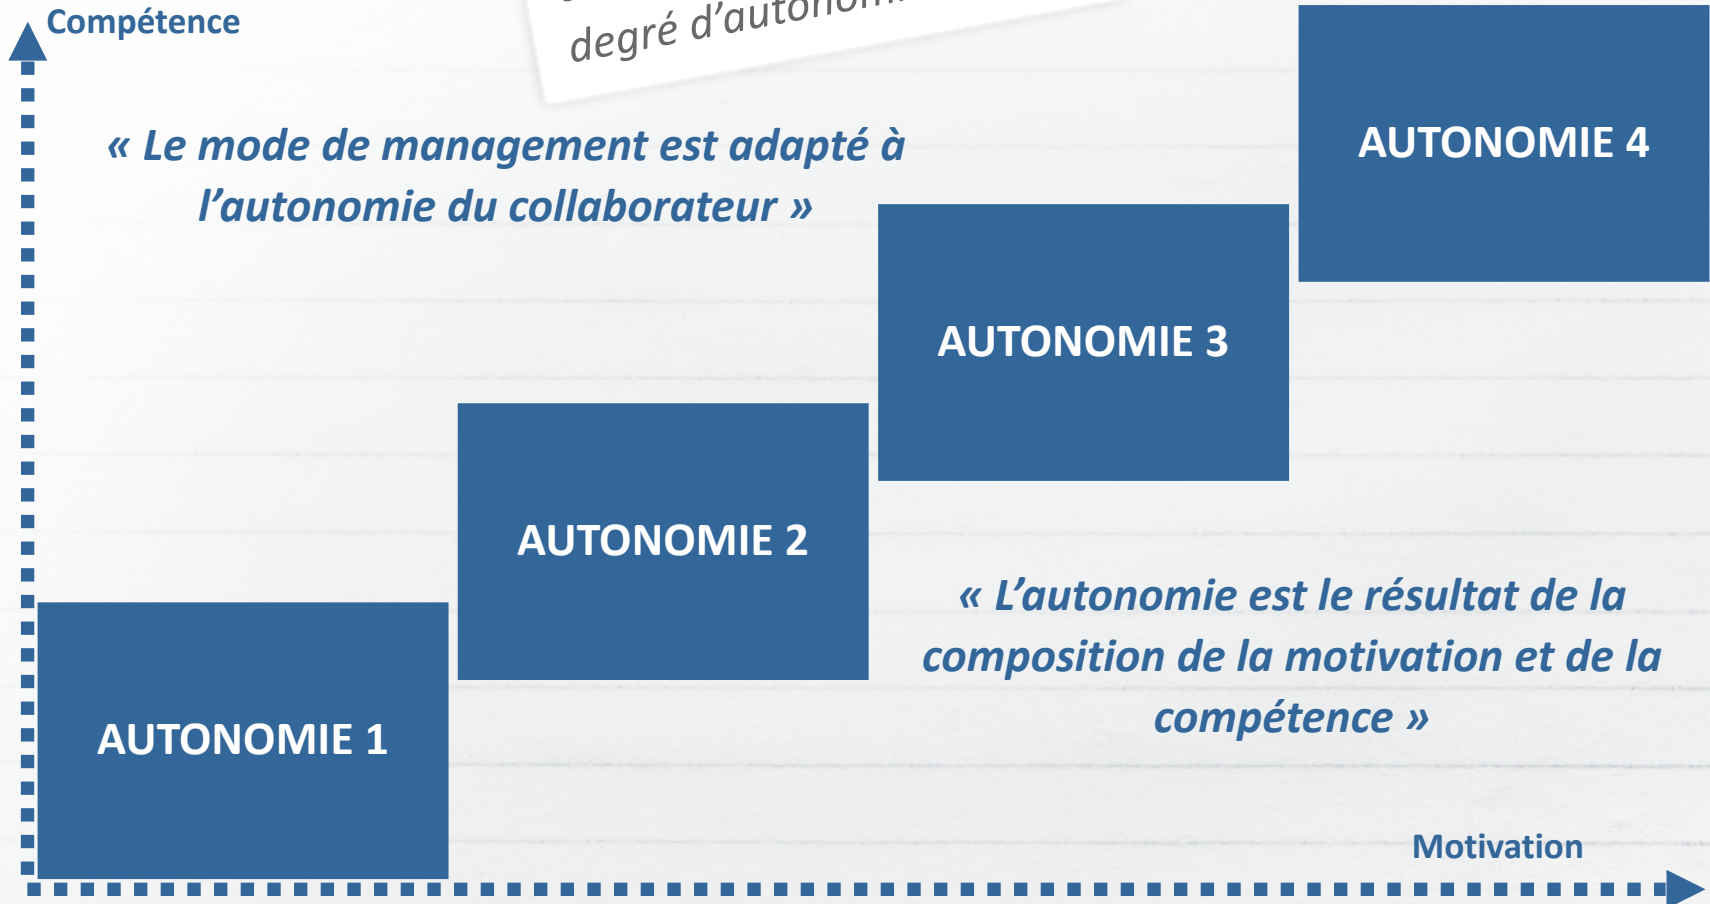 Compétence
degré d'autonomi
« Le mode de management est adapté à
l’autonomie du collaborateur »
AUTONOMIE 4
AUTONOMIE 3
AUTONOMIE 2
« L’autonomie est le résultat de la
composition de la motivation et de la
compétence »
AUTONOMIE 1
Motivation